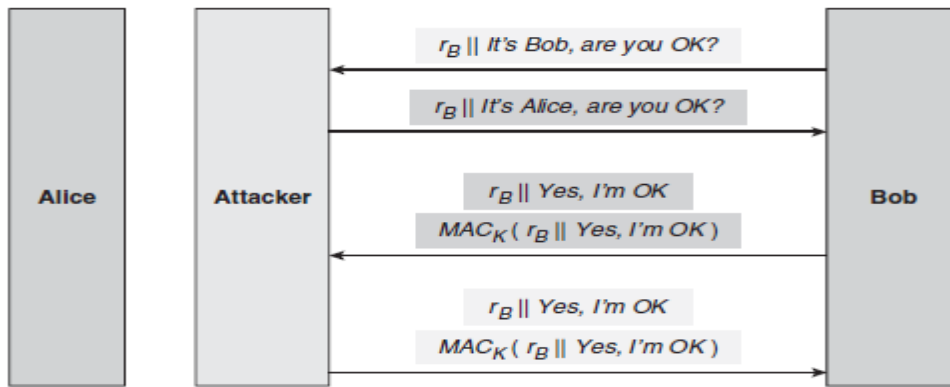 r_B || It's Bob, are you OK?
r_B || It's Alice, are you OK?
Alice
Attacker
r_B || Yes, I'm OK
MAC_K ( r_B || Yes, I'm OK )
Bob
r_B || Yes, I'm OK
MAC_K ( r_B || Yes, I'm OK )